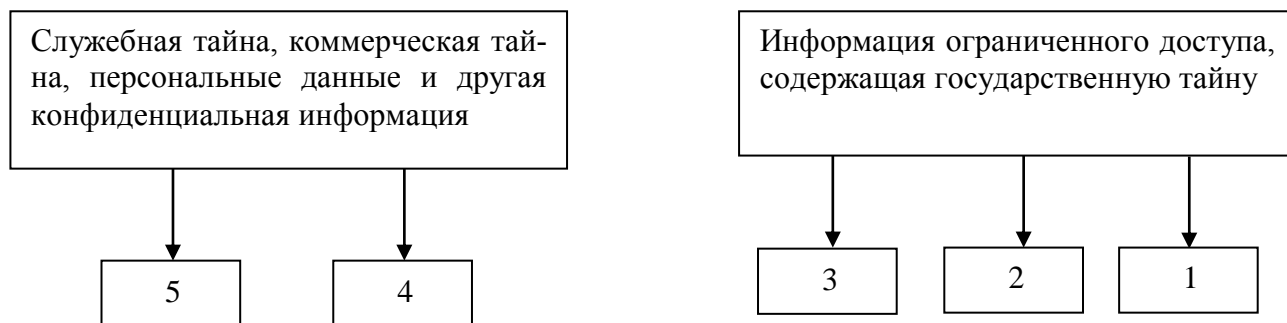 Служебная тайна, коммерческая тай-
на, персональные данные и другая
конфиденциальная информация
Информация ограниченного доступа,
содержащая государственную тайну
5
4
3
2
1